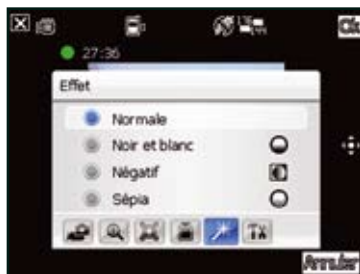 27:36
Effet
Normale
Noir et blanc
Négatif
Sépia
Annuler